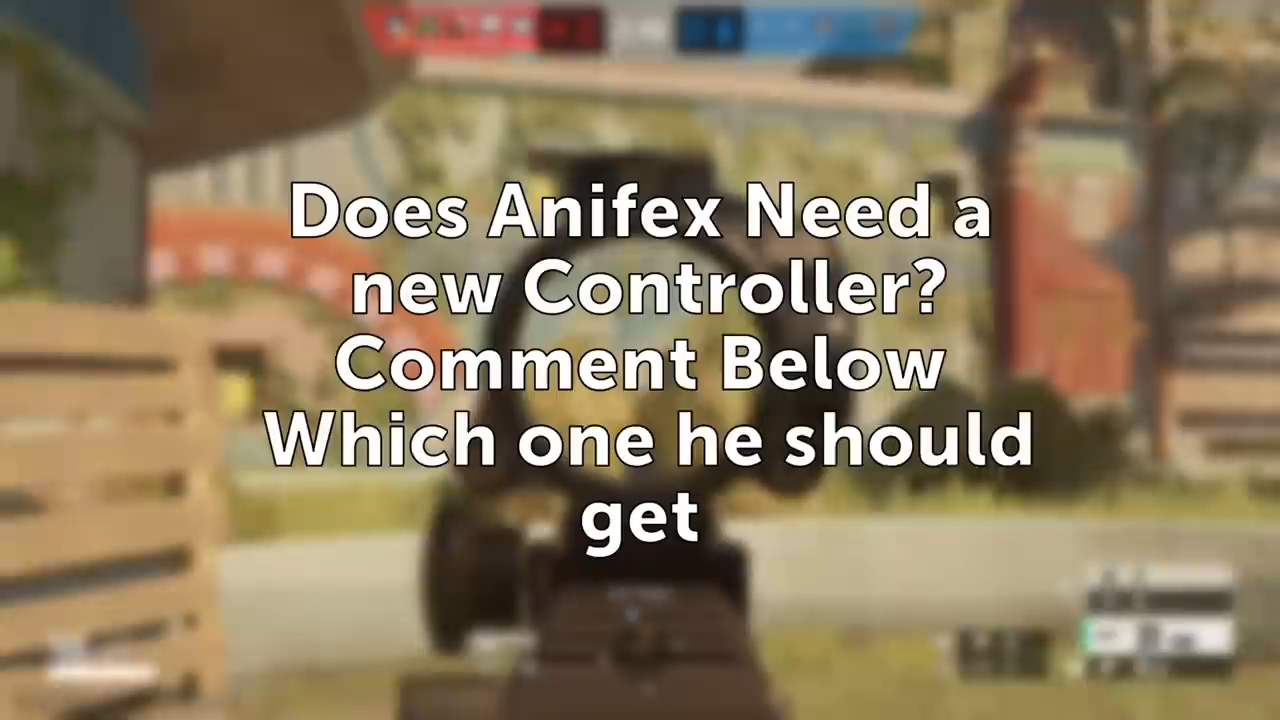 Does Anifex Need a
new Controller?
Comment Below
Which one he should
get